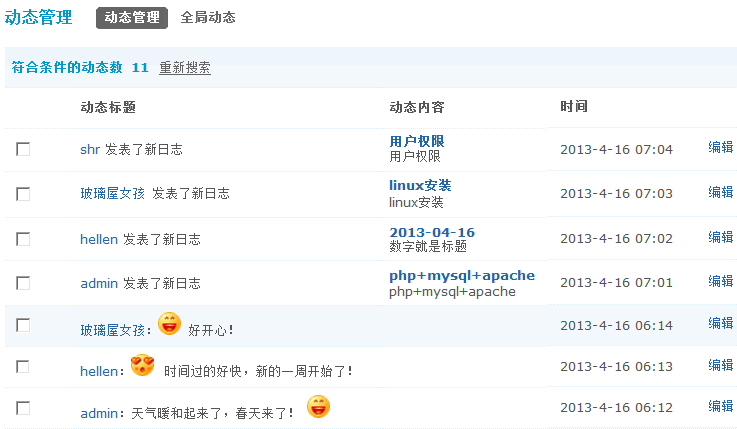 动态管理 动态管理 全局动态
符合条件的动态数 11 重新搜索
动态标题 动态内容 时间
shr 发表了新日志 用户权限 2013-4-16 07:04 编辑
用户权限
玻璃屋女孩 发表了新日志 linux安装 2013-4-16 07:03 编辑
linux安装
hellen 发表了新日志 2013-04-16 2013-4-16 07:02 编辑
数字就是标题
admin 发表了新日志 php+mysql+apache 2013-4-16 07:01 编辑
php+mysql+apache
玻璃屋女孩: 好开心! 2013-4-16 06:14 编辑
hellen: 时间过的好快，新的一周开始了! 2013-4-16 06:13 编辑
admin: 天气暖和起来了，春天来了! 2013-4-16 06:12 编辑